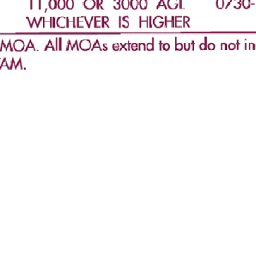 11,000 OR 3000 AGL 0730-
WHICHEVER IS HIGHER
MOA. All MOAs extend to but do not in
/AM.